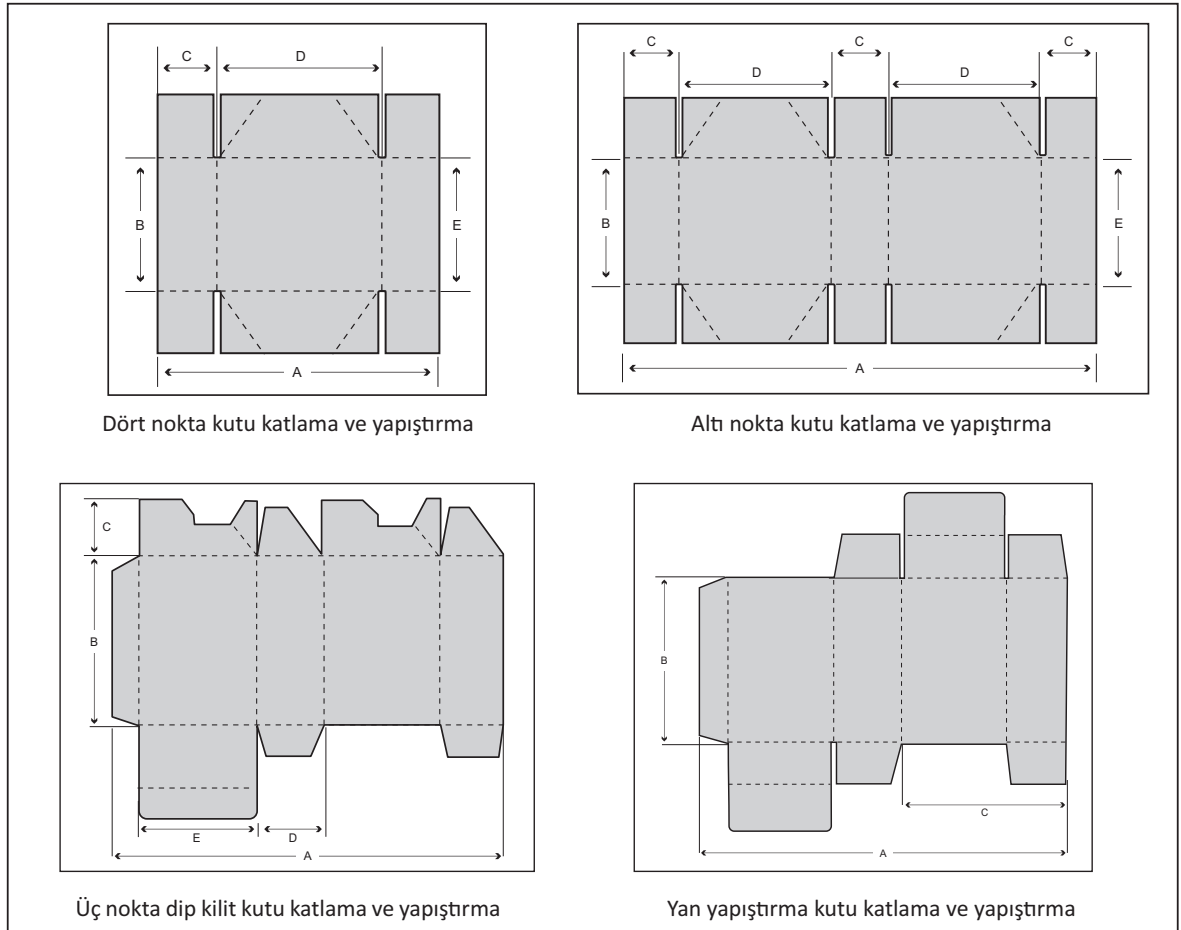 C D
B E
A
Dört nokta kutu katlama ve yapıştırma
C C C
D D
B E
A
Altı nokta kutu katlama ve yapıştırma
C
B
E D
A
Üç nokta dip kilit kutu katlama ve yapıştırma
B
C
A
Yan yapıştırma kutu katlama ve yapıştırma